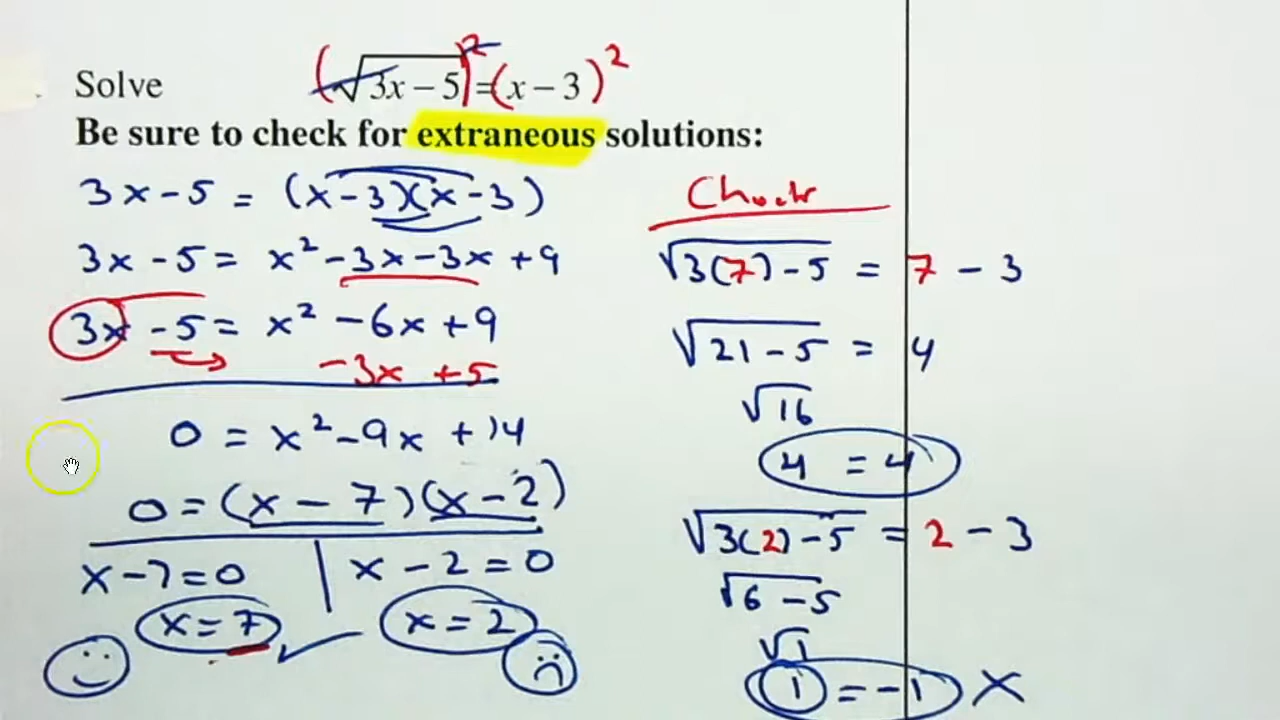 Solve (√3x − 5)² = (x − 3)²
Be sure to check for extraneous solutions:
3x − 5 = (x − 3)(x − 3)
3x − 5 = x² − 3x − 3x + 9
3x − 5 = x² − 6x + 9
−3x +5
0 = x² − 9x + 14
0 = (x − 7)(x − 2)
x − 7 = 0 | x − 2 = 0
x = 7 ✓ x = 2
Check
√3(7) − 5 = 7 − 3
√21 − 5 = 4
√16
4 = 4
√3(2) − 5 = 2 − 3
√6 − 5
√1
1 = −1 X